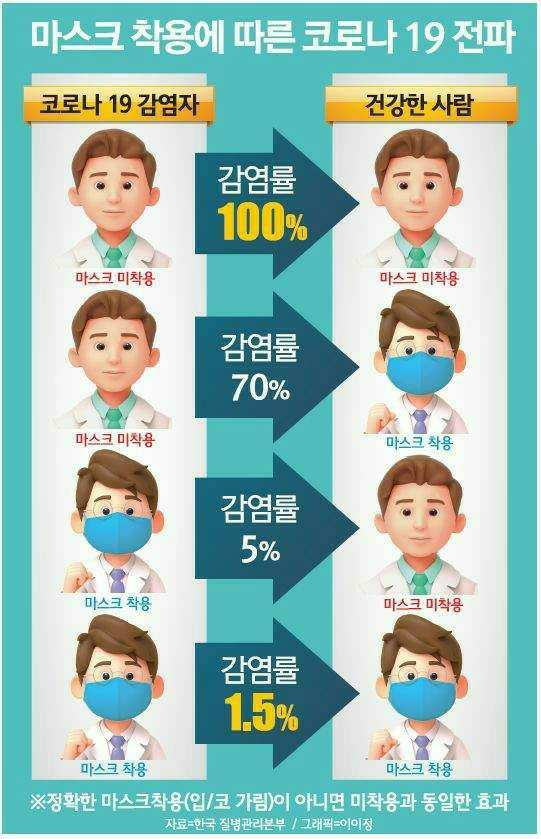 마스크 착용에 따른 코로나 19 전파
코로나 19 감염자
건강한 사람
감염률
100%
마스크 미착용
마스크 미착용
감염률
70%
마스크 미착용
마스크 착용
감염률
5%
마스크 착용
마스크 미착용
감염률
1.5%
마스크 착용
마스크 착용
※정확한 마스크착용(입/코 가림)이 아니면 미착용과 동일한 효과
자료=한국 질병관리본부 / 그래픽=이이정